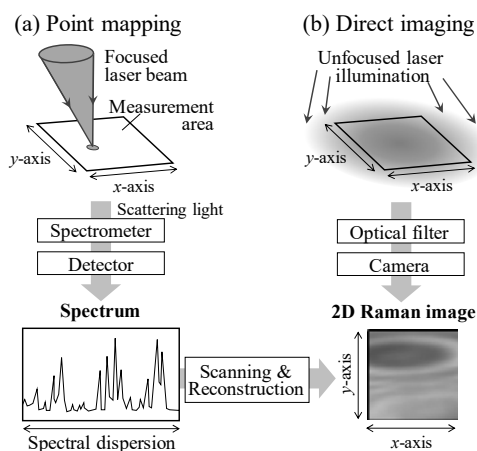 (a) Point mapping
Focused
laser beam
Measurement
area
y-axis
x-axis
Scattering light
Spectrometer
Detector
Spectrum
Spectral dispersion
Scanning &
Reconstruction
(b) Direct imaging
Unfocused laser
illumination
y-axis
x-axis
Optical filter
Camera
2D Raman image
y-axis
x-axis